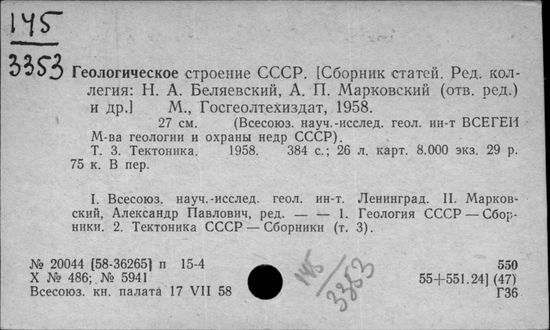 145
3353
Геологическое строение СССР. [Сборник статей. Ред. кол-
легия: Н. А. Беляевский, А. П. Марковский (отв. ред.)
и др.] М., Госгеолтехиздат, 1958.
27 см. (Всесоюз. науч.-исслед. геол. ин-т ВСЕГЕИ
М-ва геологии и охраны недр СССР).
Т. 3. Тектоника. 1958. 384 с.; 26 л. карт. 8.000 экз. 29 р.
75 к. В пер.
I. Всесоюз. науч.-исслед. геол. ин-т. Ленинград. II. Марков-
ский, Александр Павлович, ред. — — 1. Геология СССР — Сбор-
ники. 2. Тектоника СССР — Сборники (т. 3).
№ 20044 [58-36265] п 15-4
550
X № 486; № 5941
55+551.24] (47)
Всесоюз. кн. палата 17 VII 58
Г36
145
3353